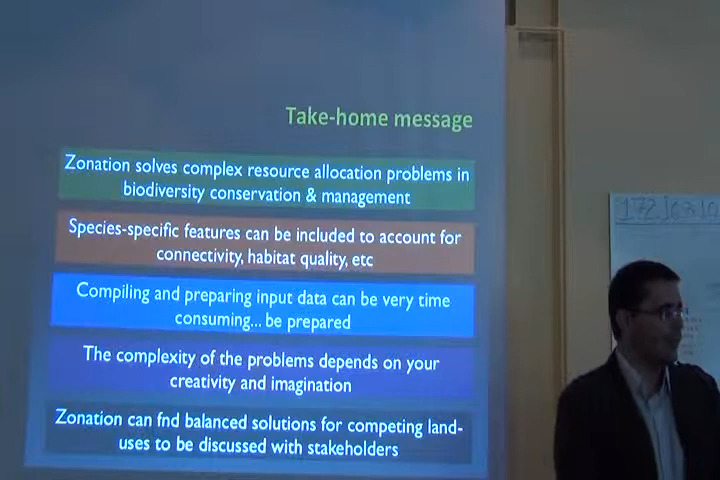 Take-home message
Zonation solves complex resource allocation problems in
biodiversity conservation & management
Species-specific features can be included to account for
connectivity, habitat quality, etc
Compiling and preparing input data can be very time
consuming... be prepared
The complexity of the problems depends on your
creativity and imagination
Zonation can fnd balanced solutions for competing land-
uses to be discussed with stakeholders